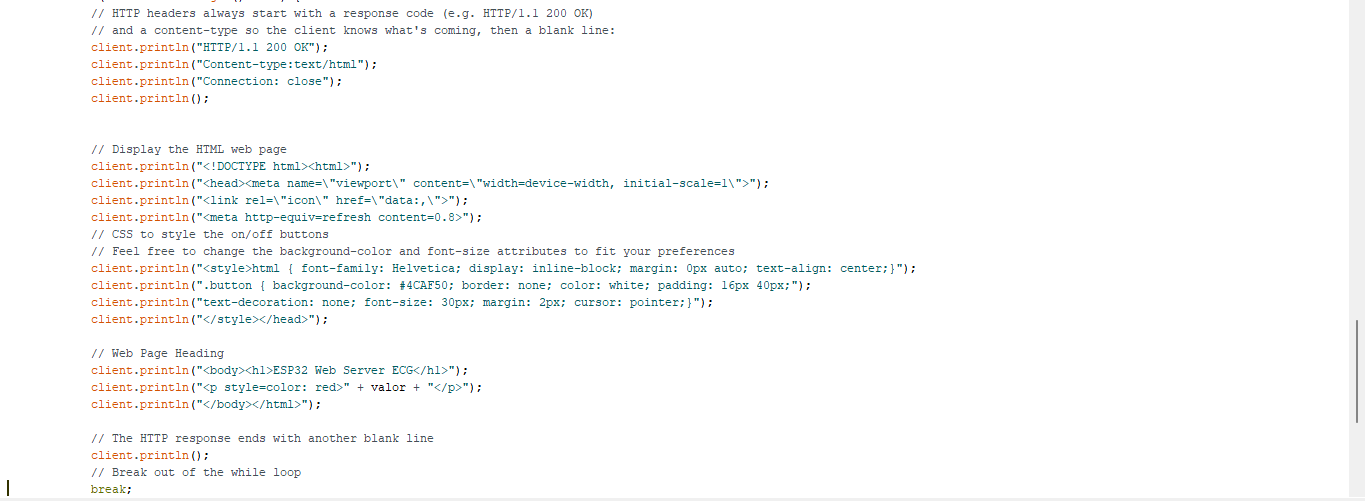 // HTTP headers always start with a response code (e.g. HTTP/1.1 200 OK)
// and a content-type so the client knows what's coming, then a blank line:
client.println("HTTP/1.1 200 OK");
client.println("Content-type:text/html");
client.println("Connection: close");
client.println();
// Display the HTML web page
client.println("<!DOCTYPE html><html>");
client.println("<head><meta name=\"viewport\" content=\"width=device-width, initial-scale=1\">");
client.println("<link rel=\"icon\" href=\"data:,\">");
client.println("<meta http-equiv=refresh content=0.8>");
// CSS to style the on/off buttons
// Feel free to change the background-color and font-size attributes to fit your preferences
client.println("<style>html { font-family: Helvetica; display: inline-block; margin: 0px auto; text-align: center;}");
client.println(".button { background-color: #4CAF50; border: none; color: white; padding: 16px 40px;");
client.println("text-decoration: none; font-size: 30px; margin: 2px; cursor: pointer;}");
client.println("</style></head>");
// Web Page Heading
client.println("<body><h1>ESP32 Web Server ECG</h1>");
client.println("<p style=color: red>" + valor + "</p>");
client.println("</body></html>");
// The HTTP response ends with another blank line
client.println();
// Break out of the while loop
break;